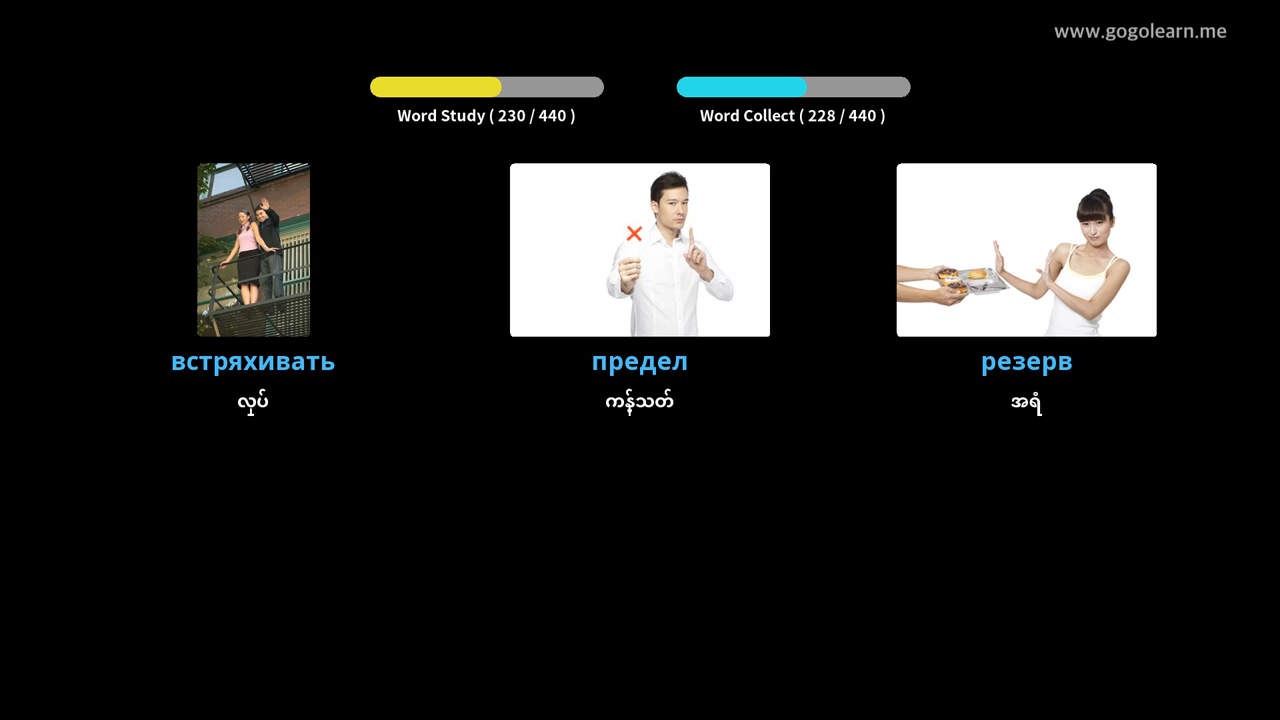 www.gogolearn.me
Word Study ( 230 / 440 )
Word Collect ( 228 / 440 )
встряхивать
предел
резерв
လှုပ်
ကန့်သတ်
အရံ